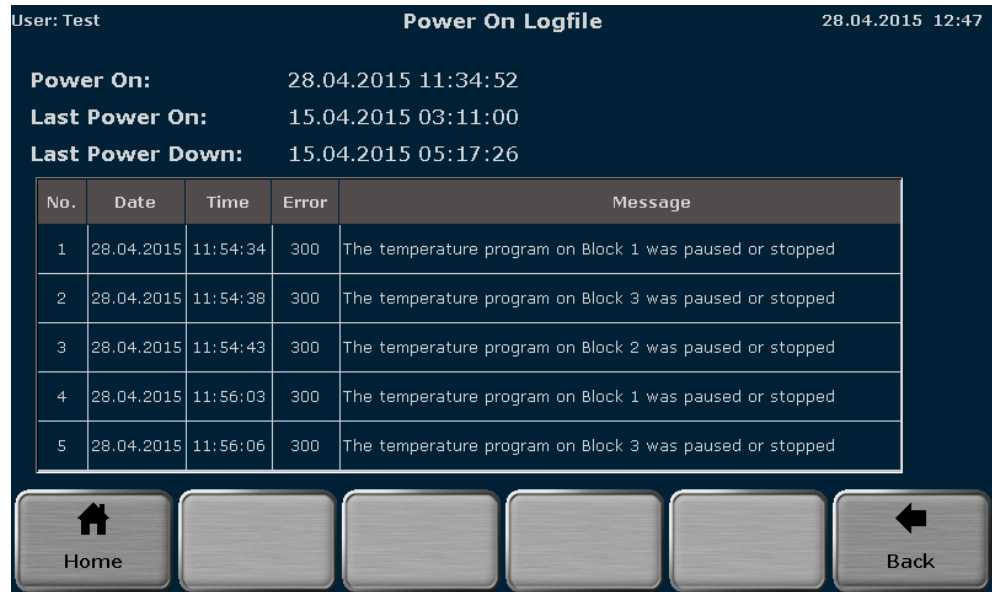 User: Test Power On Logfile 28.04.2015 12:47
Power On: 28.04.2015 11:34:52
Last Power On: 15.04.2015 03:11:00
Last Power Down: 15.04.2015 05:17:26
No. Date Time Error Message
1 28.04.2015 11:54:34 300 The temperature program on Block 1 was paused or stopped
2 28.04.2015 11:54:38 300 The temperature program on Block 3 was paused or stopped
3 28.04.2015 11:54:43 300 The temperature program on Block 2 was paused or stopped
4 28.04.2015 11:56:03 300 The temperature program on Block 1 was paused or stopped
5 28.04.2015 11:56:06 300 The temperature program on Block 3 was paused or stopped
Home Back